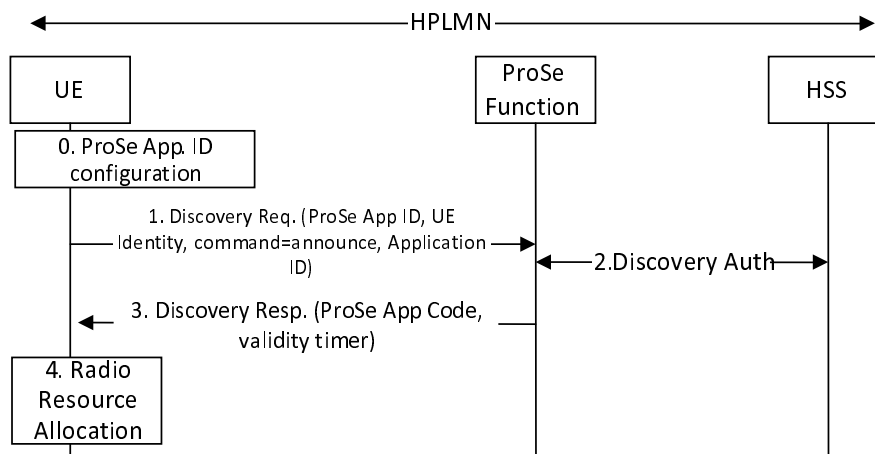 HPLMN
UE
ProSe
Function
HSS
0. ProSe App. ID
configuration
1. Discovery Req. (ProSe App ID, UE
Identity, command=announce, Application
ID)
2.Discovery Auth
3. Discovery Resp. (ProSe App Code,
validity timer)
4. Radio
Resource
Allocation